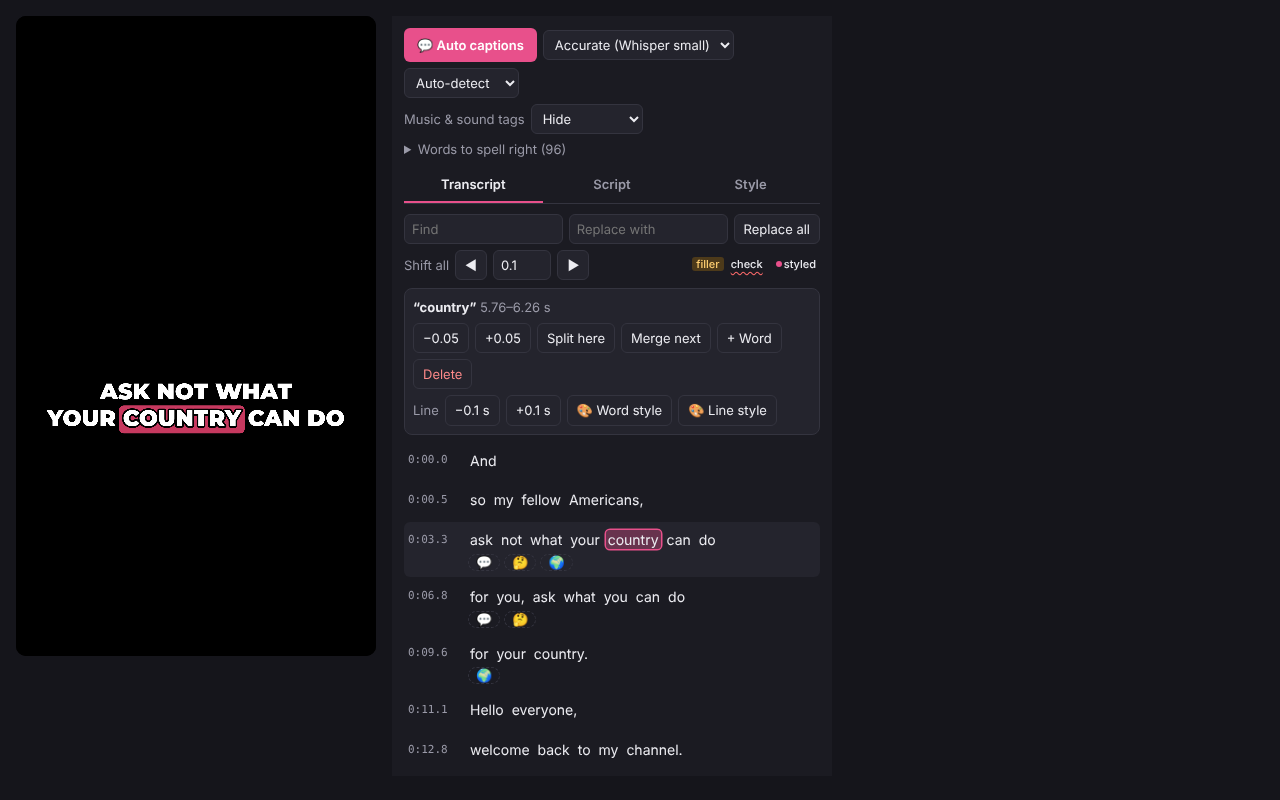 ASK NOT WHAT
YOUR COUNTRY CAN DO
💬 Auto captions
Accurate (Whisper small)
Auto-detect
Music & sound tags
Hide
▶ Words to spell right (96)
Transcript
Script
Style
Find
Replace with
Replace all
Shift all
◀
0.1
▶
filler
check
styled
“country” 5.76–6.26 s
−0.05
+0.05
Split here
Merge next
+ Word
Delete
Line
−0.1 s
+0.1 s
🎨 Word style
🎨 Line style
0:00.0 And
0:00.5 so my fellow Americans,
0:03.3 ask not what your country can do
💬 🤔 🌍
0:06.8 for you, ask what you can do
💬 🤔
0:09.6 for your country.
🌍
0:11.1 Hello everyone,
0:12.8 welcome back to my channel.